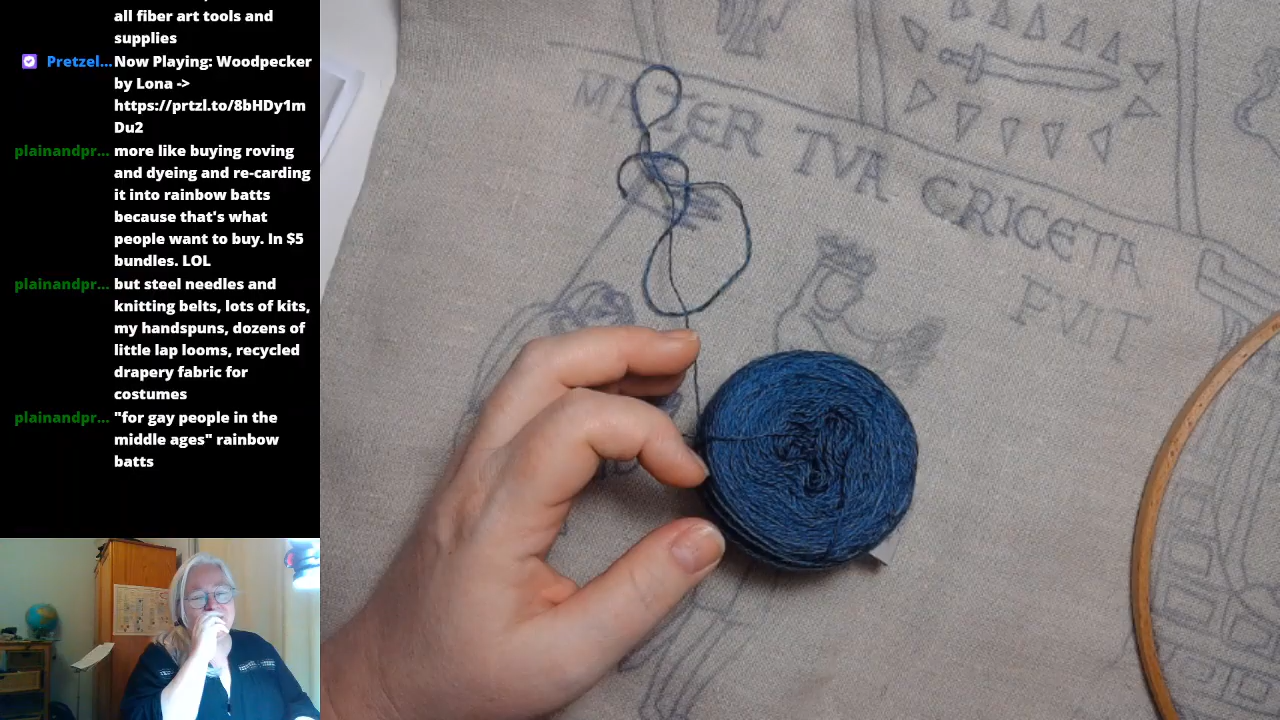 all fiber art tools and
supplies
Pretzel... Now Playing: Woodpecker
by Lona ->
https://prtzl.to/8bHDy1m
Du2
plainandpr... more like buying roving
and dyeing and re-carding
it into rainbow batts
because that's what
people want to buy. In $5
bundles. LOL
plainandpr... but steel needles and
knitting belts, lots of kits,
my handspuns, dozens of
little lap looms, recycled
drapery fabric for
costumes
plainandpr... "for gay people in the
middle ages" rainbow
batts
MATER TVA CRICETA
FVIT